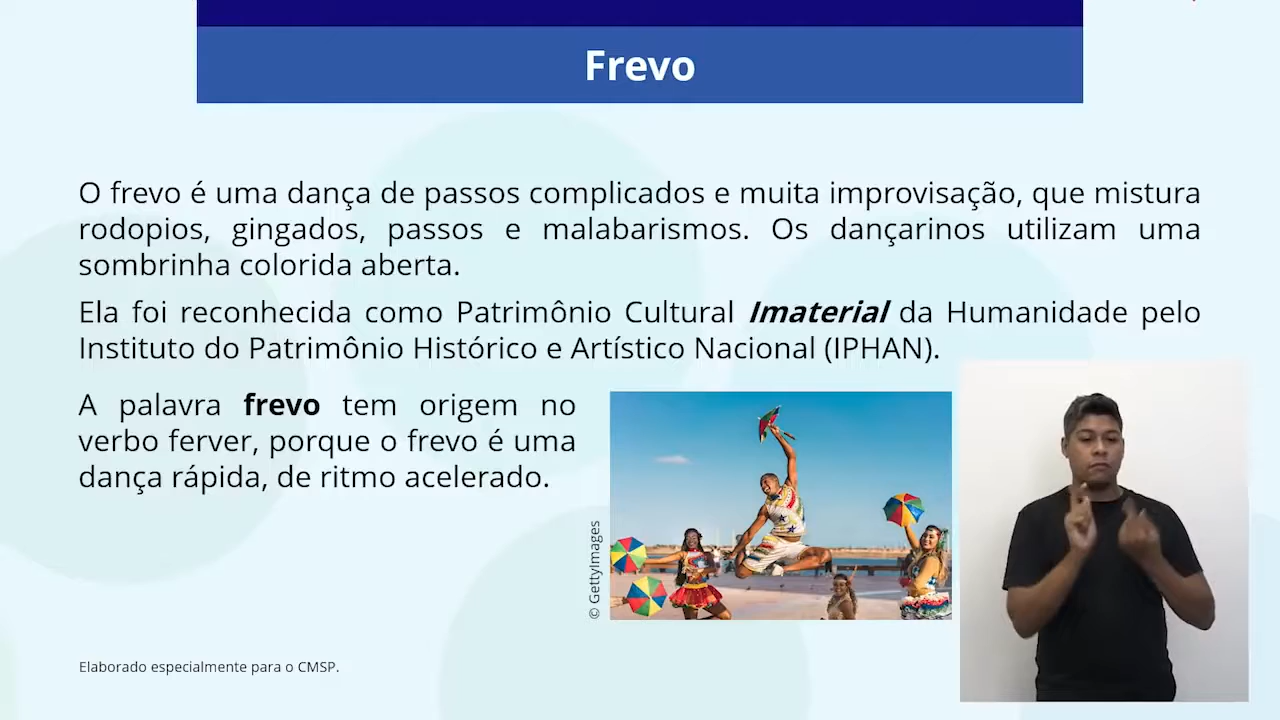 Frevo
O frevo é uma dança de passos complicados e muita improvisação, que mistura
rodopios, gingados, passos e malabarismos. Os dançarinos utilizam uma
sombrinha colorida aberta.
Ela foi reconhecida como Patrimônio Cultural Imaterial da Humanidade pelo
Instituto do Patrimônio Histórico e Artístico Nacional (IPHAN).
A palavra frevo tem origem no
verbo ferver, porque o frevo é uma
dança rápida, de ritmo acelerado.
© GettyImages
Elaborado especialmente para o CMSP.